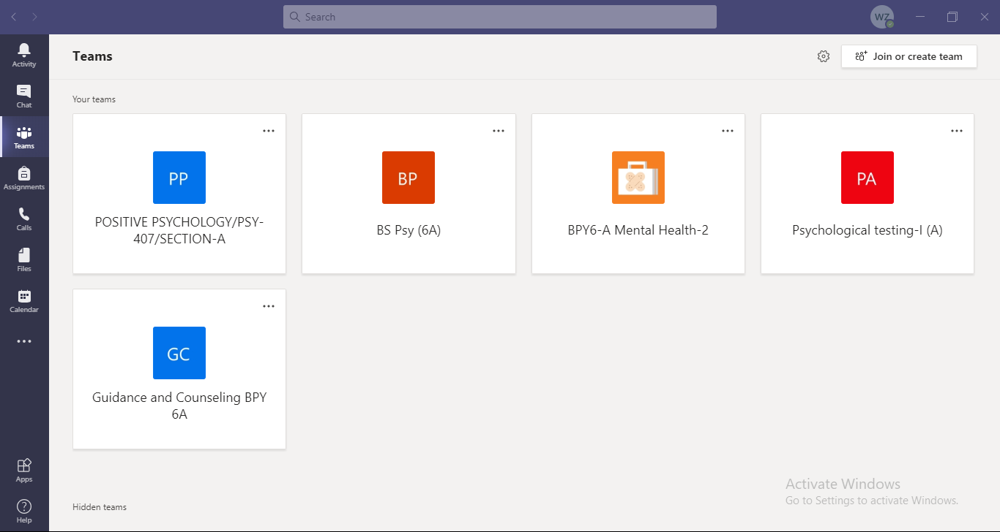 Search
WZ
Activity
Chat
Teams
Assignments
Calls
Files
Calendar
Apps
Help
Teams
Join or create team
Your teams
PP
POSITIVE PSYCHOLOGY/PSY-
407/SECTION-A
BP
BS Psy (6A)
BPY6-A Mental Health-2
PA
Psychological testing-I (A)
GC
Guidance and Counseling BPY
6A
Hidden teams
Activate Windows
Go to Settings to activate Windows.